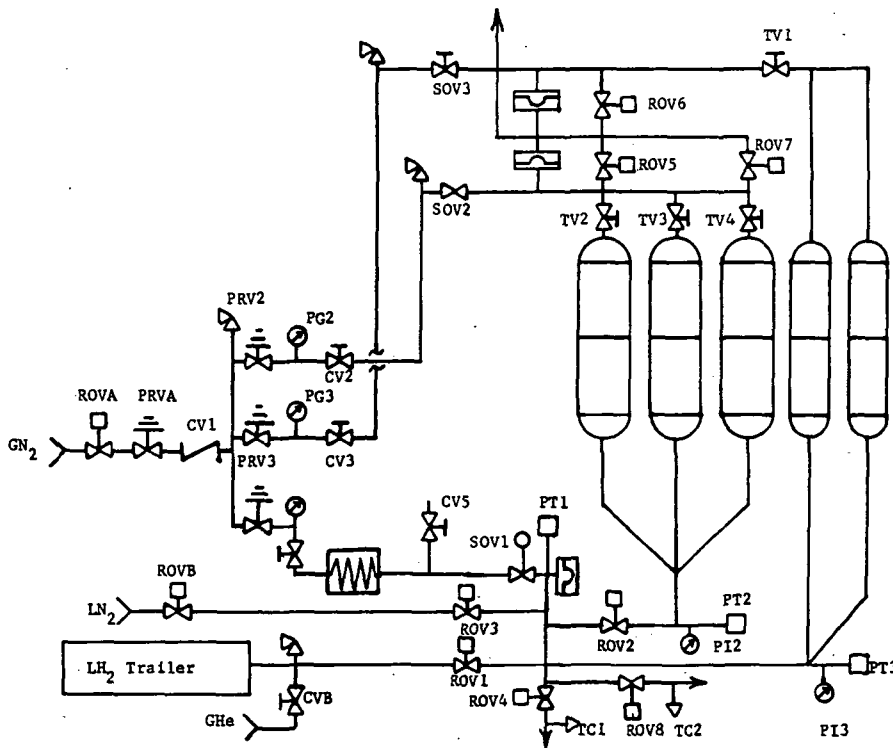 TV1
SOV3
ROV6
ROV7
ROV5
SOV2
TV2
TV3
TV4
PRV2
PG2
CV2
ROVA
PRVA
CV1
PG3
GN2
PRV3
CV3
CV5
PT1
SOV1
ROVB
LN2
ROV3
PT2
ROV2
PI2
LH2 Trailer
ROV1
PT3
CVB
ROV4
GHe
TC1
ROV8
TC2
PI3